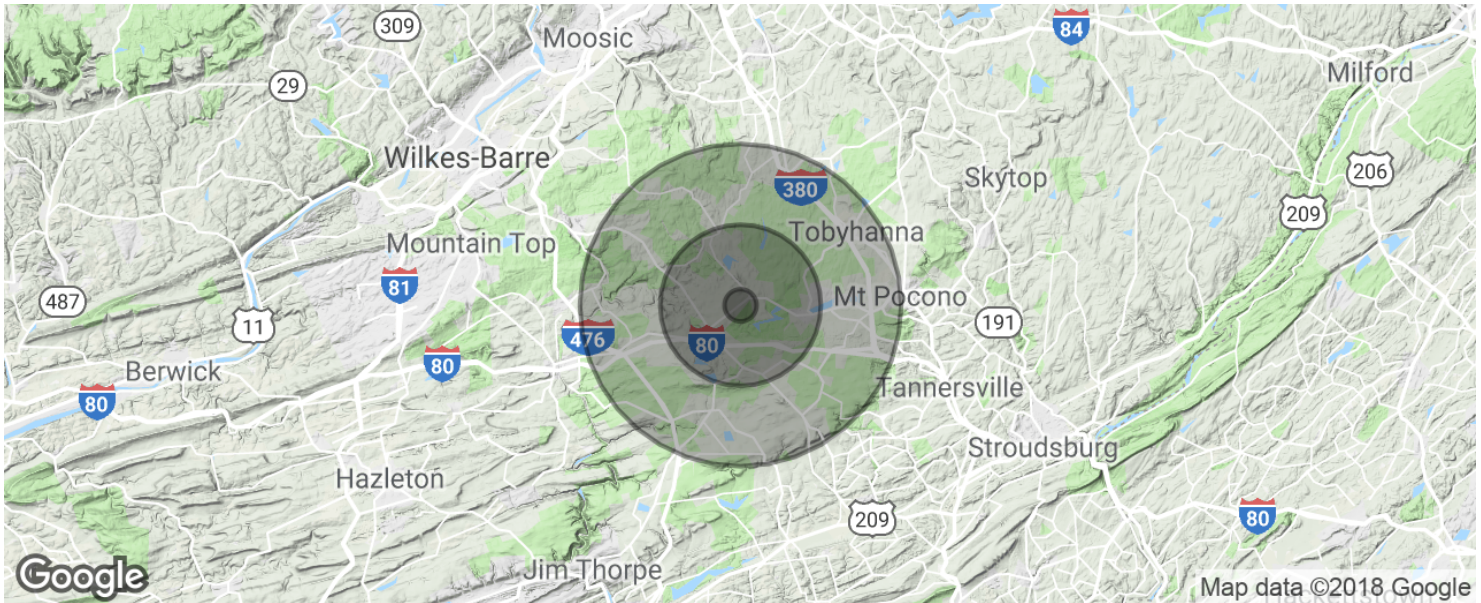 309
Moosic
84
Milford
29
Wilkes-Barre
206
Skytop
380
209
Tobyhanna
Mountain Top
81
Mt Pocono
487
11
191
476
80
80
Berwick
80
Tannersville
Stroudsburg
Hazleton
209
80
Jim Thorpe
Google
Map data ©2018 Google